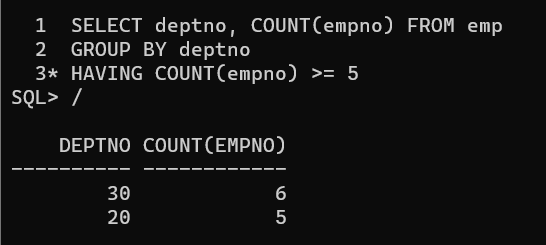 1 SELECT deptno, COUNT(empno) FROM emp
2 GROUP BY deptno
3* HAVING COUNT(empno) >= 5
SQL> /
DEPTNO COUNT(EMPNO)
---------- ------------
30 6
20 5